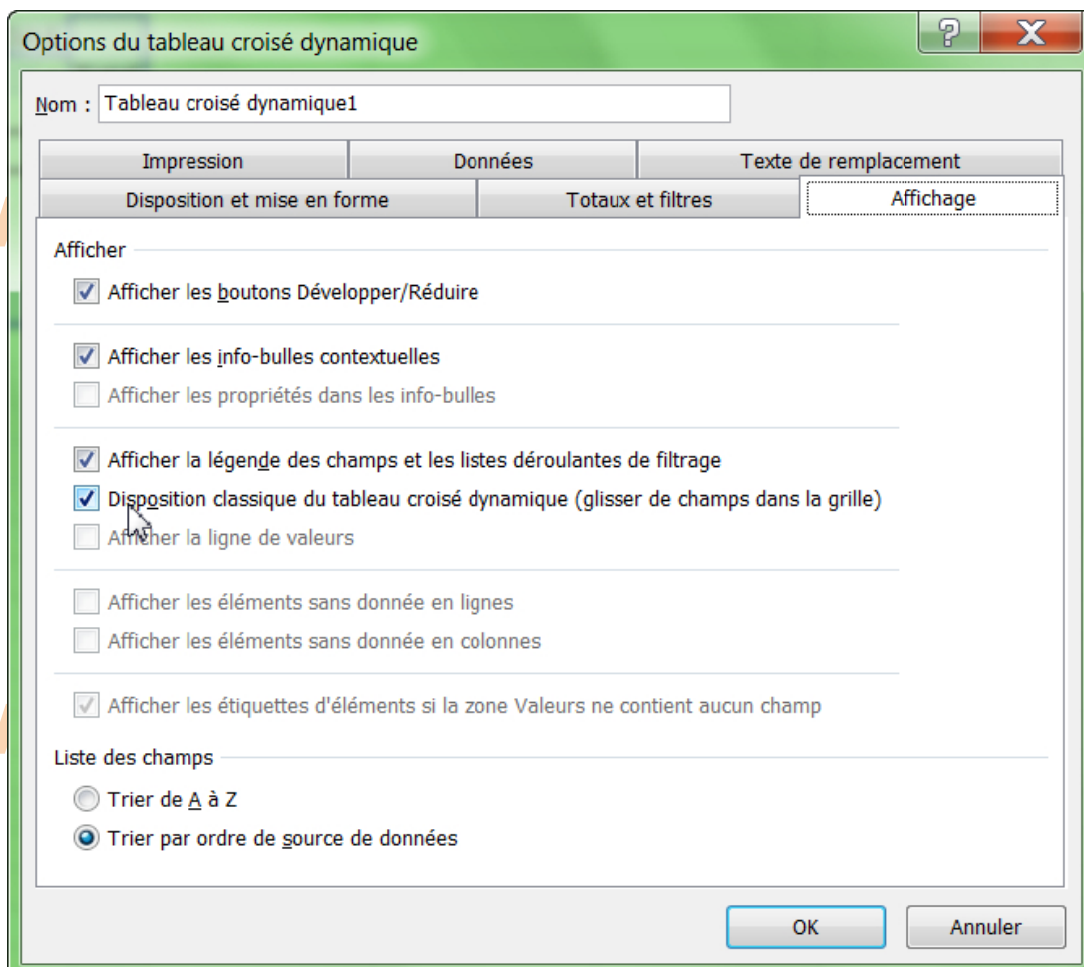 Options du tableau croisé dynamique
Nom : Tableau croisé dynamique1
Impression Données Texte de remplacement
Disposition et mise en forme Totaux et filtres Affichage
Afficher
Afficher les boutons Développer/Réduire
Afficher les info-bulles contextuelles
Afficher les propriétés dans les info-bulles
Afficher la légende des champs et les listes déroulantes de filtrage
Disposition classique du tableau croisé dynamique (glisser de champs dans la grille)
Afficher la ligne de valeurs
Afficher les éléments sans donnée en lignes
Afficher les éléments sans donnée en colonnes
Afficher les étiquettes d'éléments si la zone Valeurs ne contient aucun champ
Liste des champs
Trier de A à Z
Trier par ordre de source de données
OK Annuler